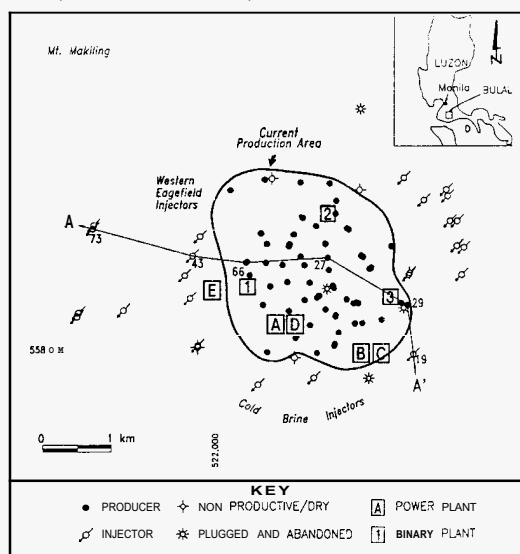 Mt. Makiling
N
LUZON
Manila
BULAL
Current
Production Area
Western
Eagefield
Injectors
A
73
43
66
27
2
1
E
3
29
A D
B C
19
A'
558 0 M
Cold Brine Injectors
0 1
km
522,000
KEY
PRODUCER NON PRODUCTIVE/DRY A POWER PLANT
INJECTOR PLUGGED AND ABANDONED 1 BINARY PLANT